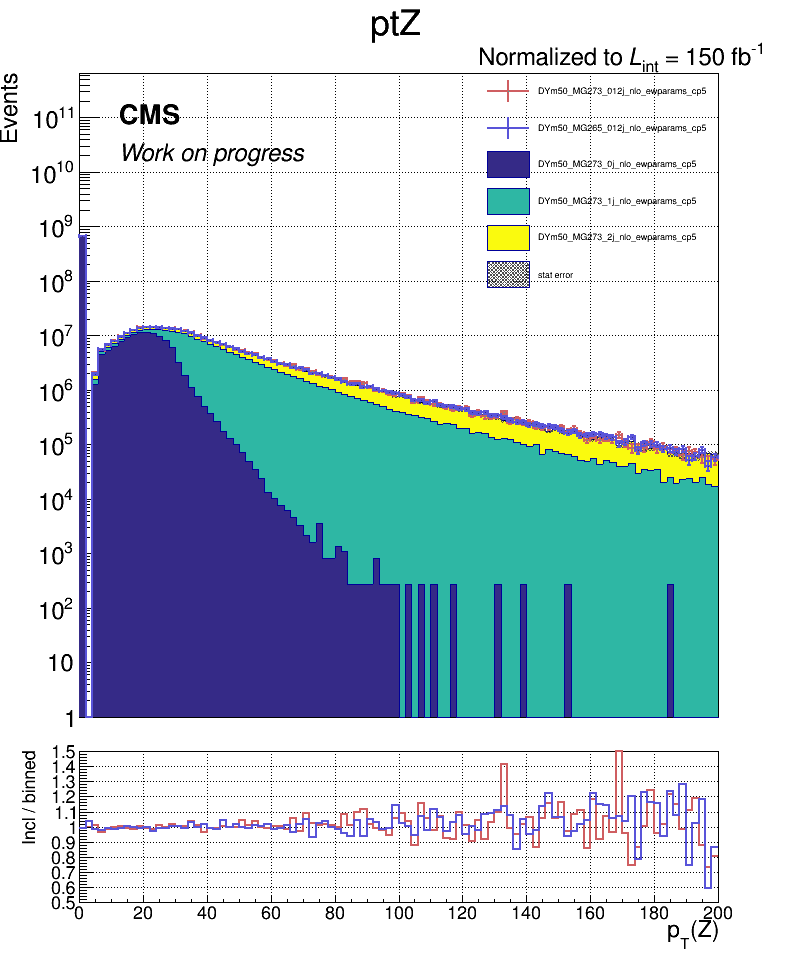 ptZ
Normalized to L_int = 150 fb^-1
Events
CMS
Work on progress
DYm50_MG273_012j_nlo_ewparams_cp5
DYm50_MG265_012j_nlo_ewparams_cp5
DYm50_MG273_0j_nlo_ewparams_cp5
DYm50_MG273_1j_nlo_ewparams_cp5
DYm50_MG273_2j_nlo_ewparams_cp5
stat error
10^11
10^10
10^9
10^8
10^7
10^6
10^5
10^4
10^3
10^2
10
1
Incl / binned
1.5
1.4
1.3
1.2
1.1
1
0.9
0.8
0.7
0.6
0.5
0 20 40 60 80 100 120 140 160 180 200
p_T(Z)